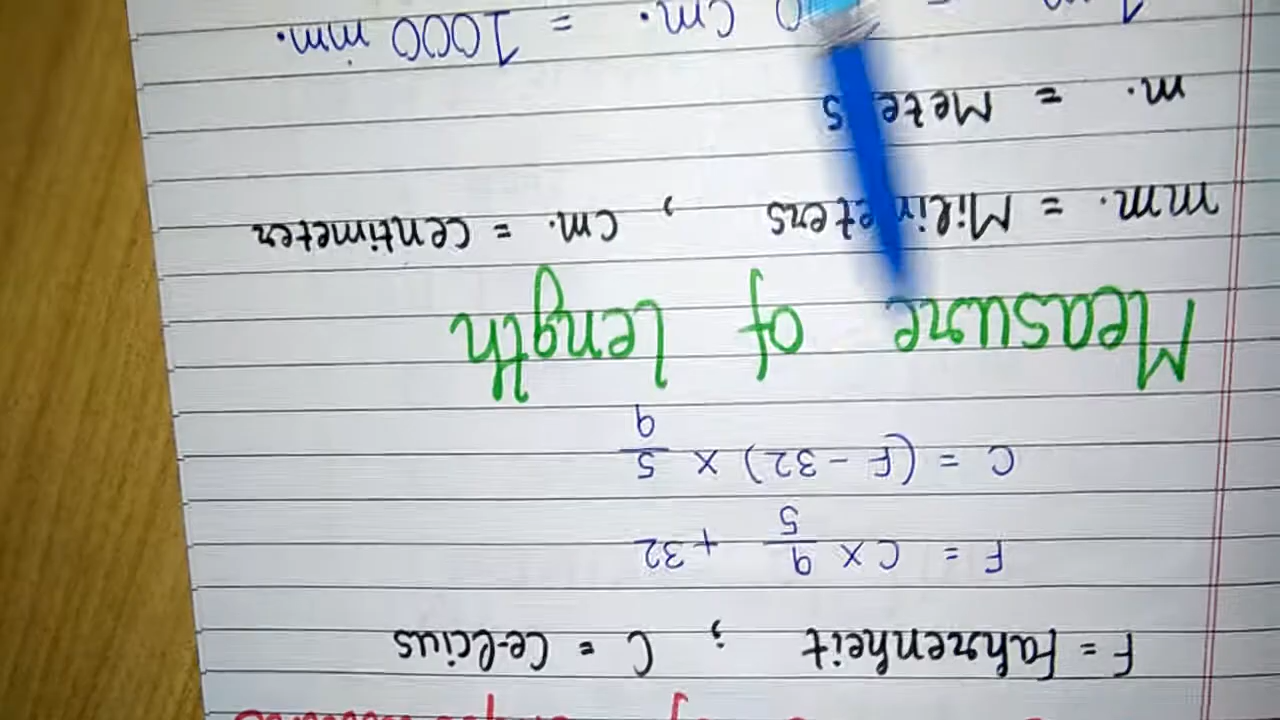 F = Fahrenheit ; C = Celcius
F = C x 9/5 + 32
C = (F - 32) x 5/9
Measure of Length
mm. = Milimeters , cm. = Centimeter
m. = Meters
cm. = 1000 mm.